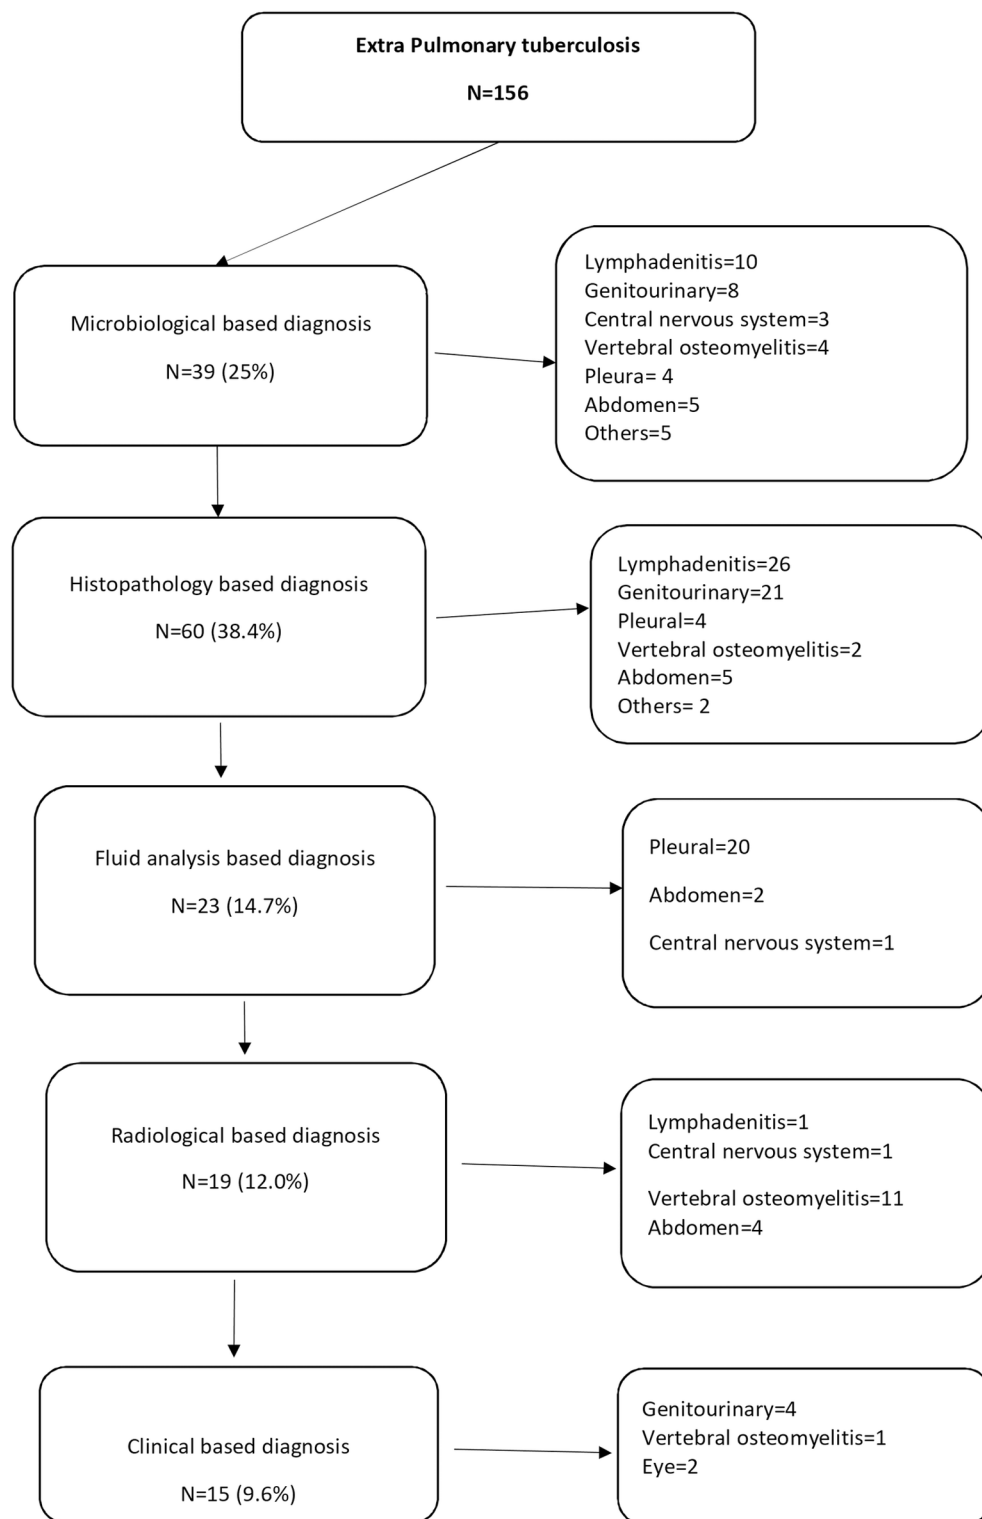 Extra Pulmonary tuberculosis
N=156
Microbiological based diagnosis
N=39 (25%)
Lymphadenitis=10
Genitourinary=8
Central nervous system=3
Vertebral osteomyelitis=4
Pleura= 4
Abdomen=5
Others=5
Histopathology based diagnosis
N=60 (38.4%)
Lymphadenitis=26
Genitourinary=21
Pleural=4
Vertebral osteomyelitis=2
Abdomen=5
Others= 2
Fluid analysis based diagnosis
N=23 (14.7%)
Pleural=20
Abdomen=2
Central nervous system=1
Radiological based diagnosis
N=19 (12.0%)
Lymphadenitis=1
Central nervous system=1
Vertebral osteomyelitis=11
Abdomen=4
Clinical based diagnosis
N=15 (9.6%)
Genitourinary=4
Vertebral osteomyelitis=1
Eye=2